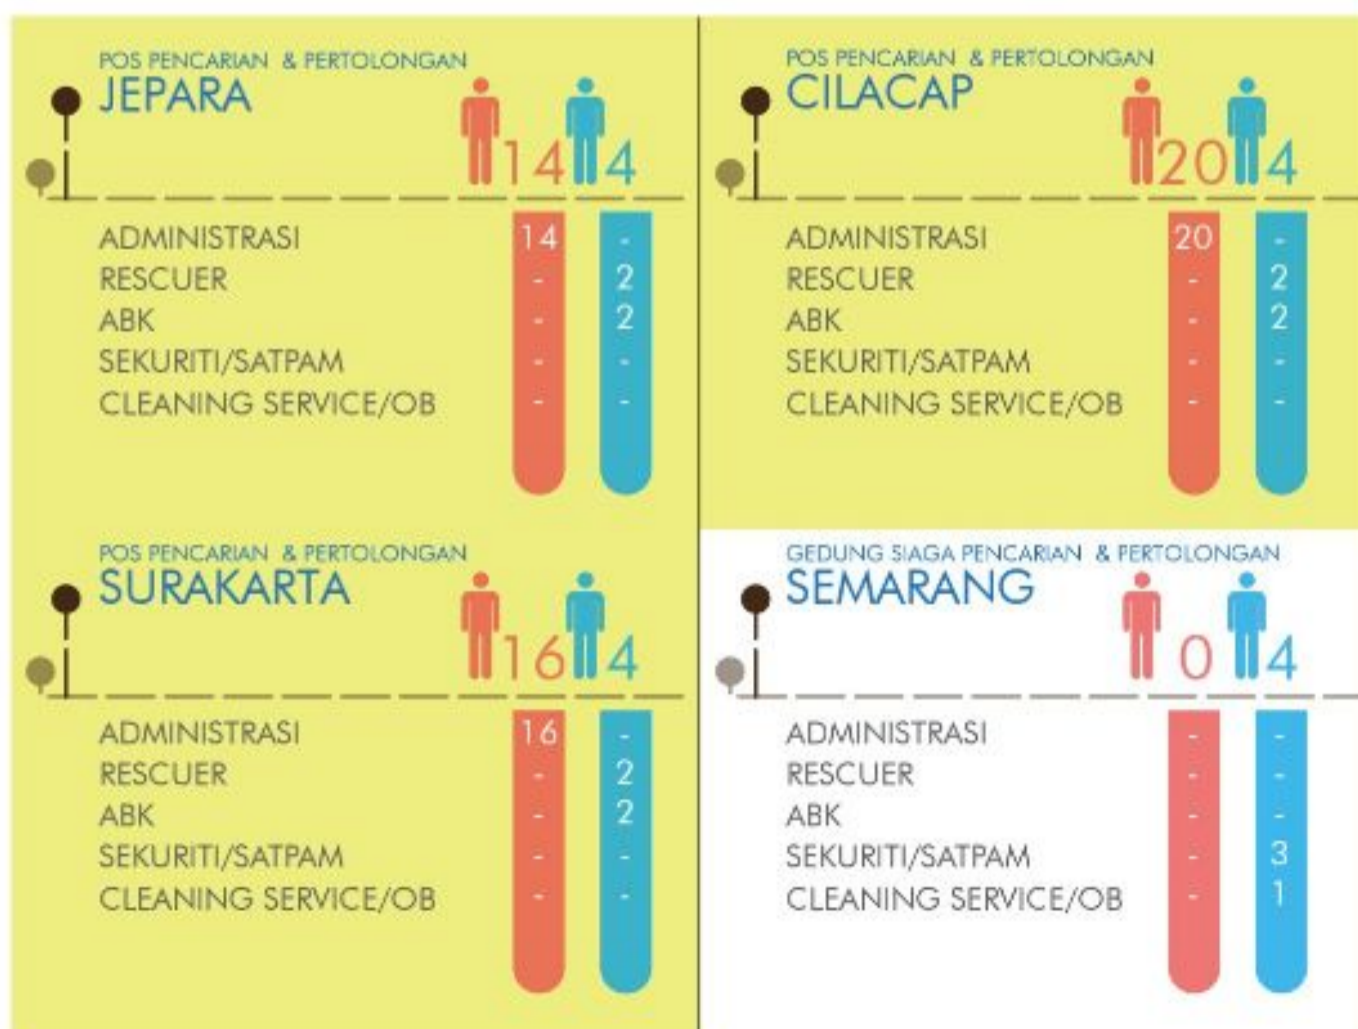 POS PENCARIAN & PERTOLONGAN
JEPARA
14 4
ADMINISTRASI 14 -
RESCUER - 2
ABK - 2
SEKURITI/SATPAM - -
CLEANING SERVICE/OB - -
POS PENCARIAN & PERTOLONGAN
CILACAP
20 4
ADMINISTRASI 20 -
RESCUER - 2
ABK - 2
SEKURITI/SATPAM - -
CLEANING SERVICE/OB - -
POS PENCARIAN & PERTOLONGAN
SURAKARTA
16 4
ADMINISTRASI 16 -
RESCUER - 2
ABK - 2
SEKURITI/SATPAM - -
CLEANING SERVICE/OB - -
GEDUNG SIAGA PENCARIAN & PERTOLONGAN
SEMARANG
0 4
ADMINISTRASI - -
RESCUER - -
ABK - -
SEKURITI/SATPAM - 3
CLEANING SERVICE/OB - 1